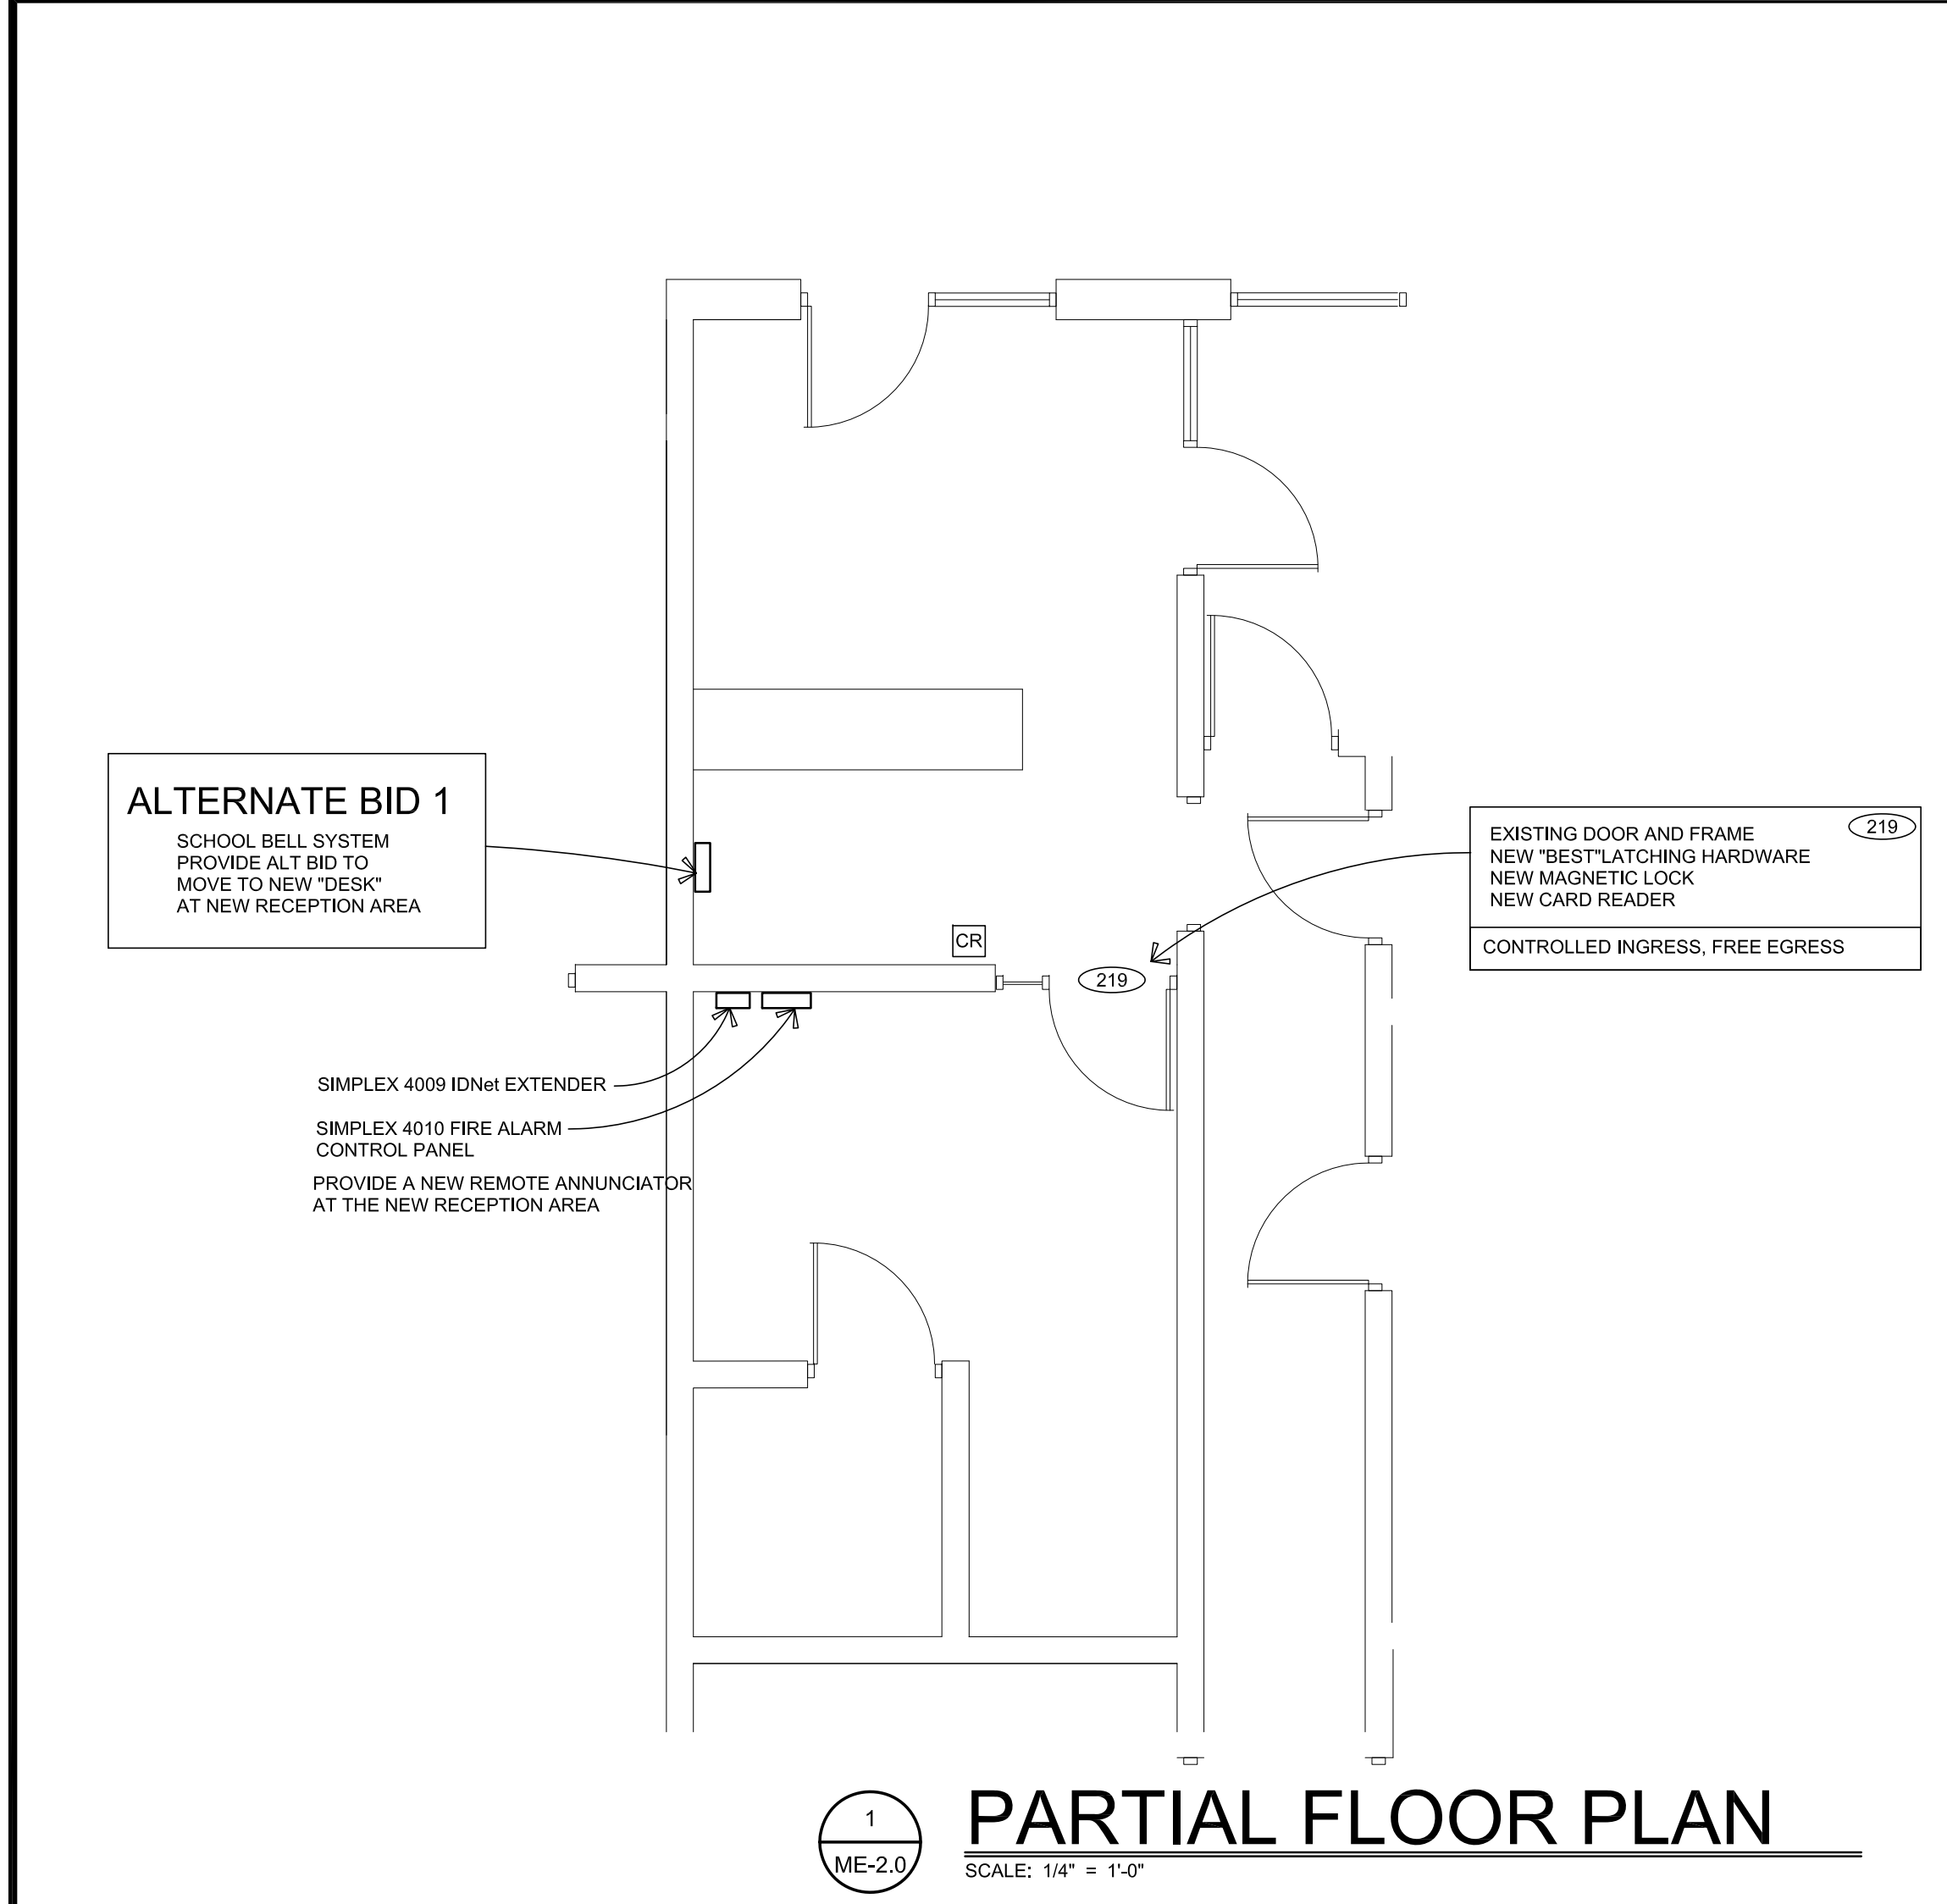 ALTERNATE BID 1
SCHOOL BELL SYSTEM
PROVIDE ALT BID TO
MOVE TO NEW "DESK"
AT NEW RECEPTION AREA
219
EXISTING DOOR AND FRAME
NEW "BEST"LATCHING HARDWARE
NEW MAGNETIC LOCK
NEW CARD READER
CONTROLLED INGRESS, FREE EGRESS
CR
219
SIMPLEX 4009 IDNet EXTENDER
SIMPLEX 4010 FIRE ALARM
CONTROL PANEL
PROVIDE A NEW REMOTE ANNUNCIATOR
AT THE NEW RECEPTION AREA
1
ME-2.0
PARTIAL FLOOR PLAN
SCALE: 1/4" = 1'-0"